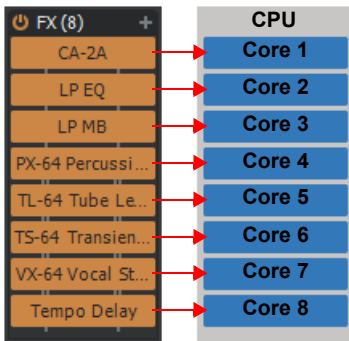 FX (8) +
CPU
CA-2A
Core 1
LP EQ
Core 2
LP MB
Core 3
PX-64 Percussi...
Core 4
TL-64 Tube Le...
Core 5
TS-64 Transien...
Core 6
VX-64 Vocal St...
Core 7
Tempo Delay
Core 8